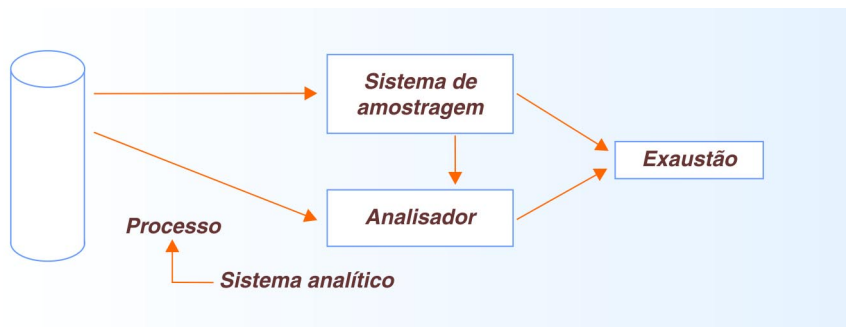 Sistema de
amostragem
Exaustão
Analisador
Processo
Sistema analítico